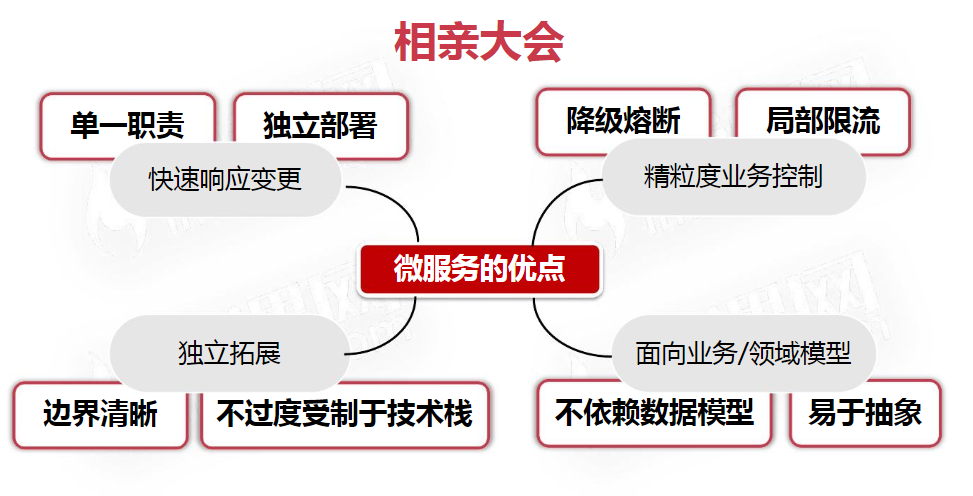 相亲大会
单一职责
独立部署
快速响应变更
降级熔断
局部限流
精粒度业务控制
微服务的优点
独立拓展
边界清晰
不过度受制于技术栈
面向业务/领域模型
不依赖数据模型
易于抽象